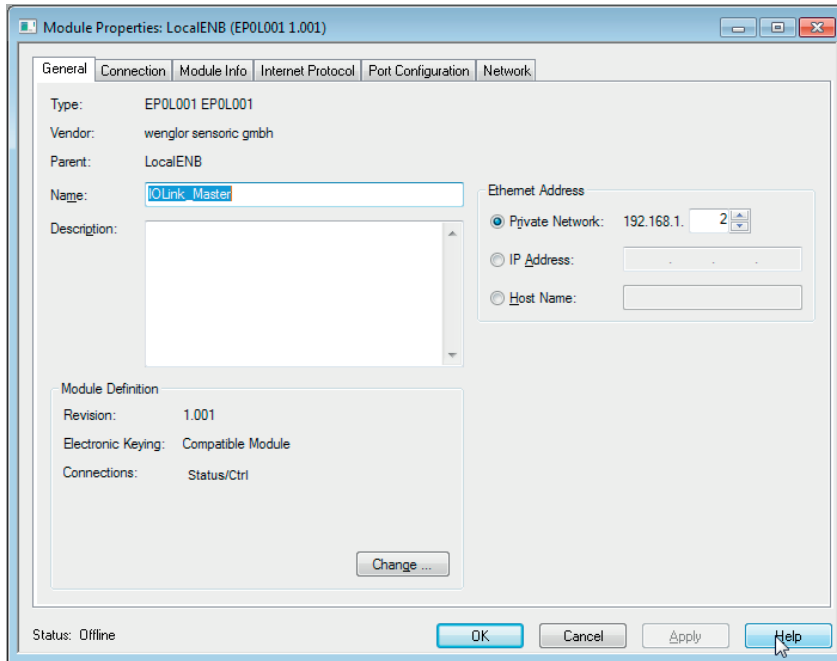 Module Properties: LocalENB (EP0L001 1.001)
General Connection Module Info Internet Protocol Port Configuration Network
Type: EP0L001 EP0L001
Vendor: wenglor sensoric gmbh
Parent: LocalENB
Name: IOLink_Master
Description:
Ethernet Address
Private Network: 192.168.1. 2
IP Address: . . .
Host Name:
Module Definition
Revision: 1.001
Electronic Keying: Compatible Module
Connections: Status/Ctrl
Change ...
Status: Offline
OK Cancel Apply Help